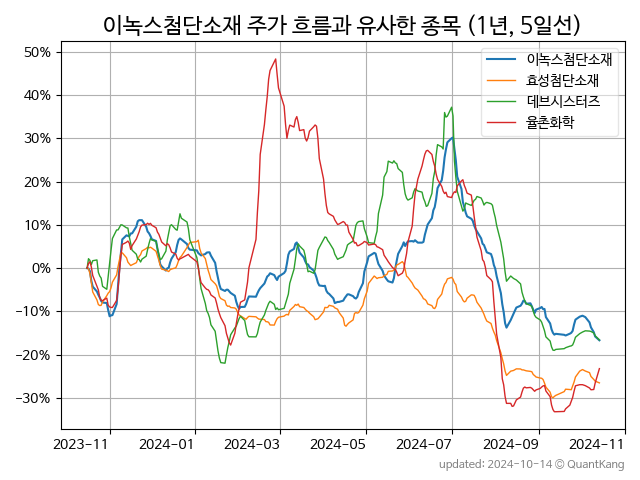 이녹스첨단소재 주가 흐름과 유사한 종목 (1년, 5일선)
이녹스첨단소재
효성첨단소재
데브시스터즈
율촌화학
50%
40%
30%
20%
10%
0%
−10%
−20%
−30%
2023-11 2024-01 2024-03 2024-05 2024-07 2024-09 2024-11
updated: 2024-10-14 © QuantKang